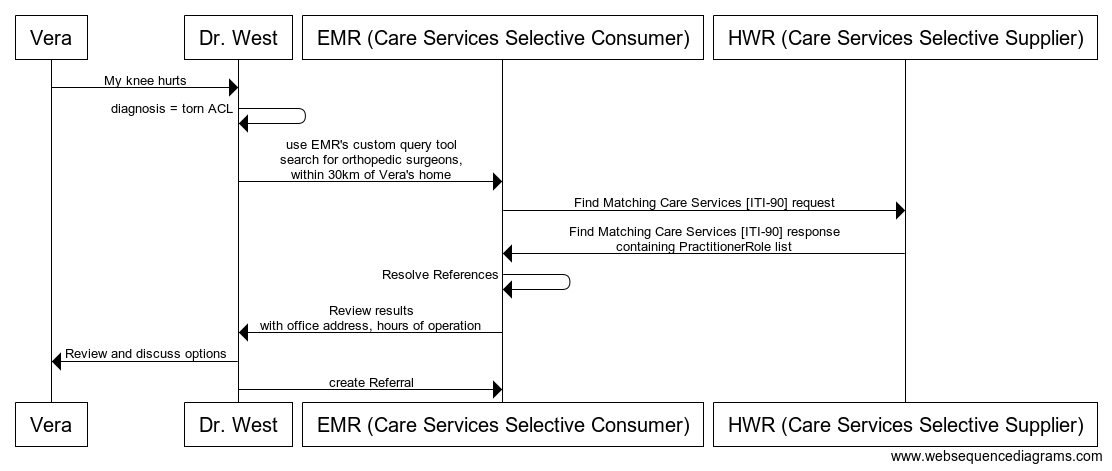 Vera
Dr. West
EMR (Care Services Selective Consumer)
HWR (Care Services Selective Supplier)
My knee hurts
diagnosis = torn ACL
use EMR's custom query tool
search for orthopedic surgeons,
within 30km of Vera's home
Find Matching Care Services [ITI-90] request
Find Matching Care Services [ITI-90] response
containing PractitionerRole list
Resolve References
Review results
with office address, hours of operation
Review and discuss options
create Referral
Vera
Dr. West
EMR (Care Services Selective Consumer)
HWR (Care Services Selective Supplier)
www.websequencediagrams.com